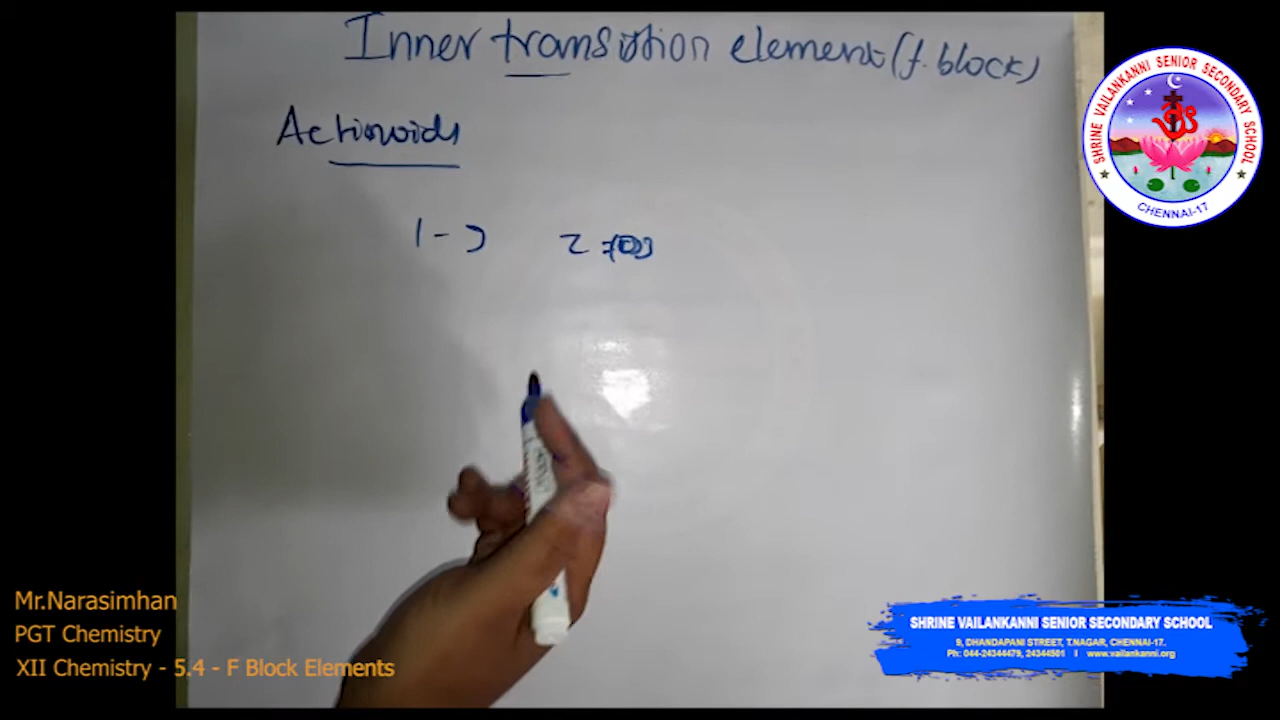 Inner transition element (f. block)
Actinoids
SHRINE VAILANKANNI SENIOR SECONDARY SCHOOL
CHENNAI-17
Mr.Narasimhan
PGT Chemistry
XII Chemistry - 5.4 - F Block Elements
SHRINE VAILANKANNI SENIOR SECONDARY SCHOOL
9, DHANDAPANI STREET, T.NAGAR, CHENNAI-17.
Ph: 044-24344479, 24344501 I www.vailankanni.org